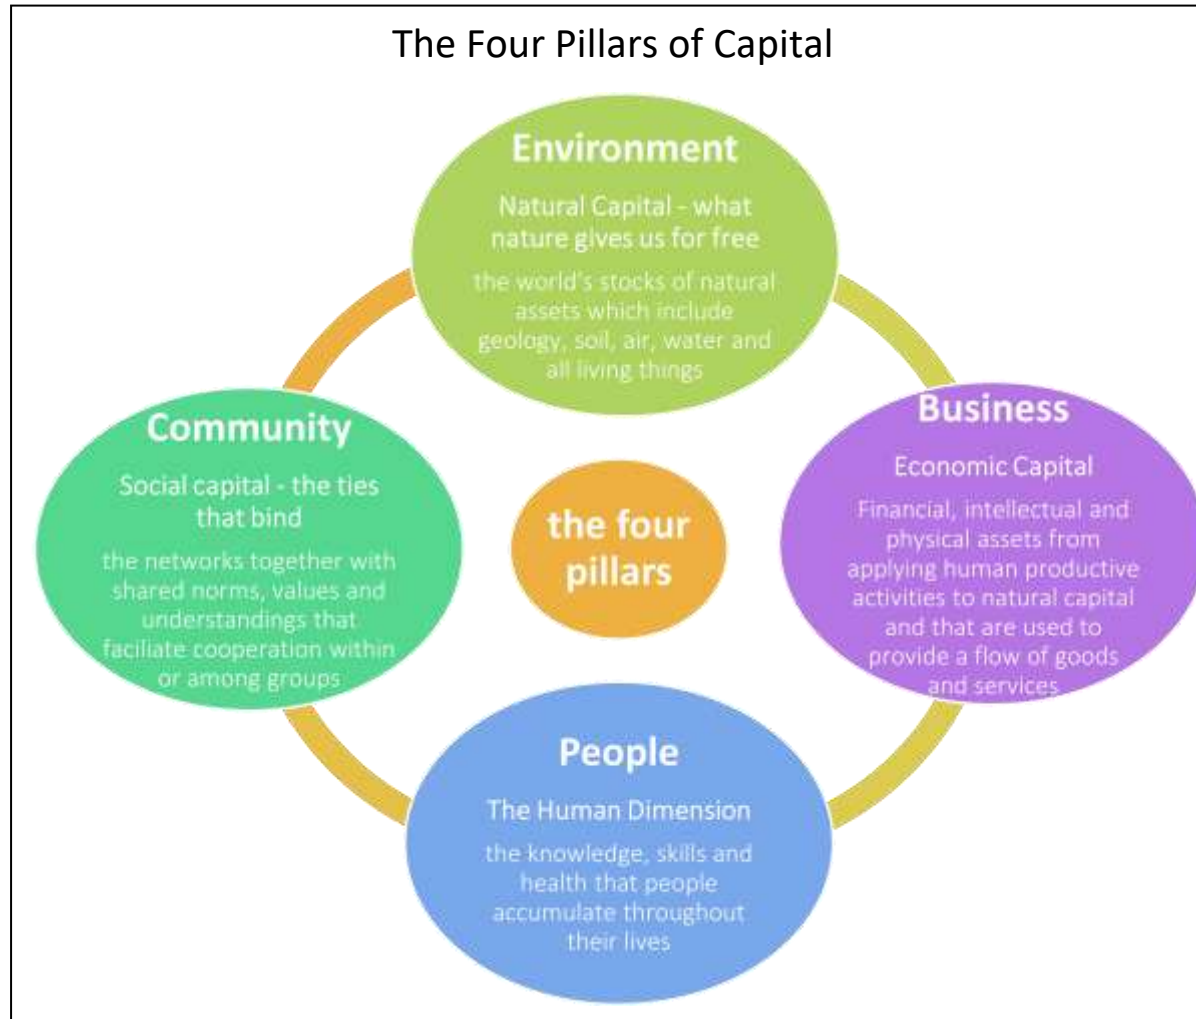 The Four Pillars of Capital
Environment
Natural Capital - what
nature gives us for free
the world's stocks of natural
assets which include
geology, soil, air, water and
all living things
Business
Economic Capital
Financial, intellectual and
physical assets from
applying human productive
activities to natural capital
and that are used to
provide a flow of goods
and services
People
The Human Dimension
the knowledge, skills and
health that people
accumulate throughout
their lives
Community
Social capital - the ties
that bind
the networks together with
shared norms, values and
understandings that
faciliate cooperation within
or among groups
the four
pillars